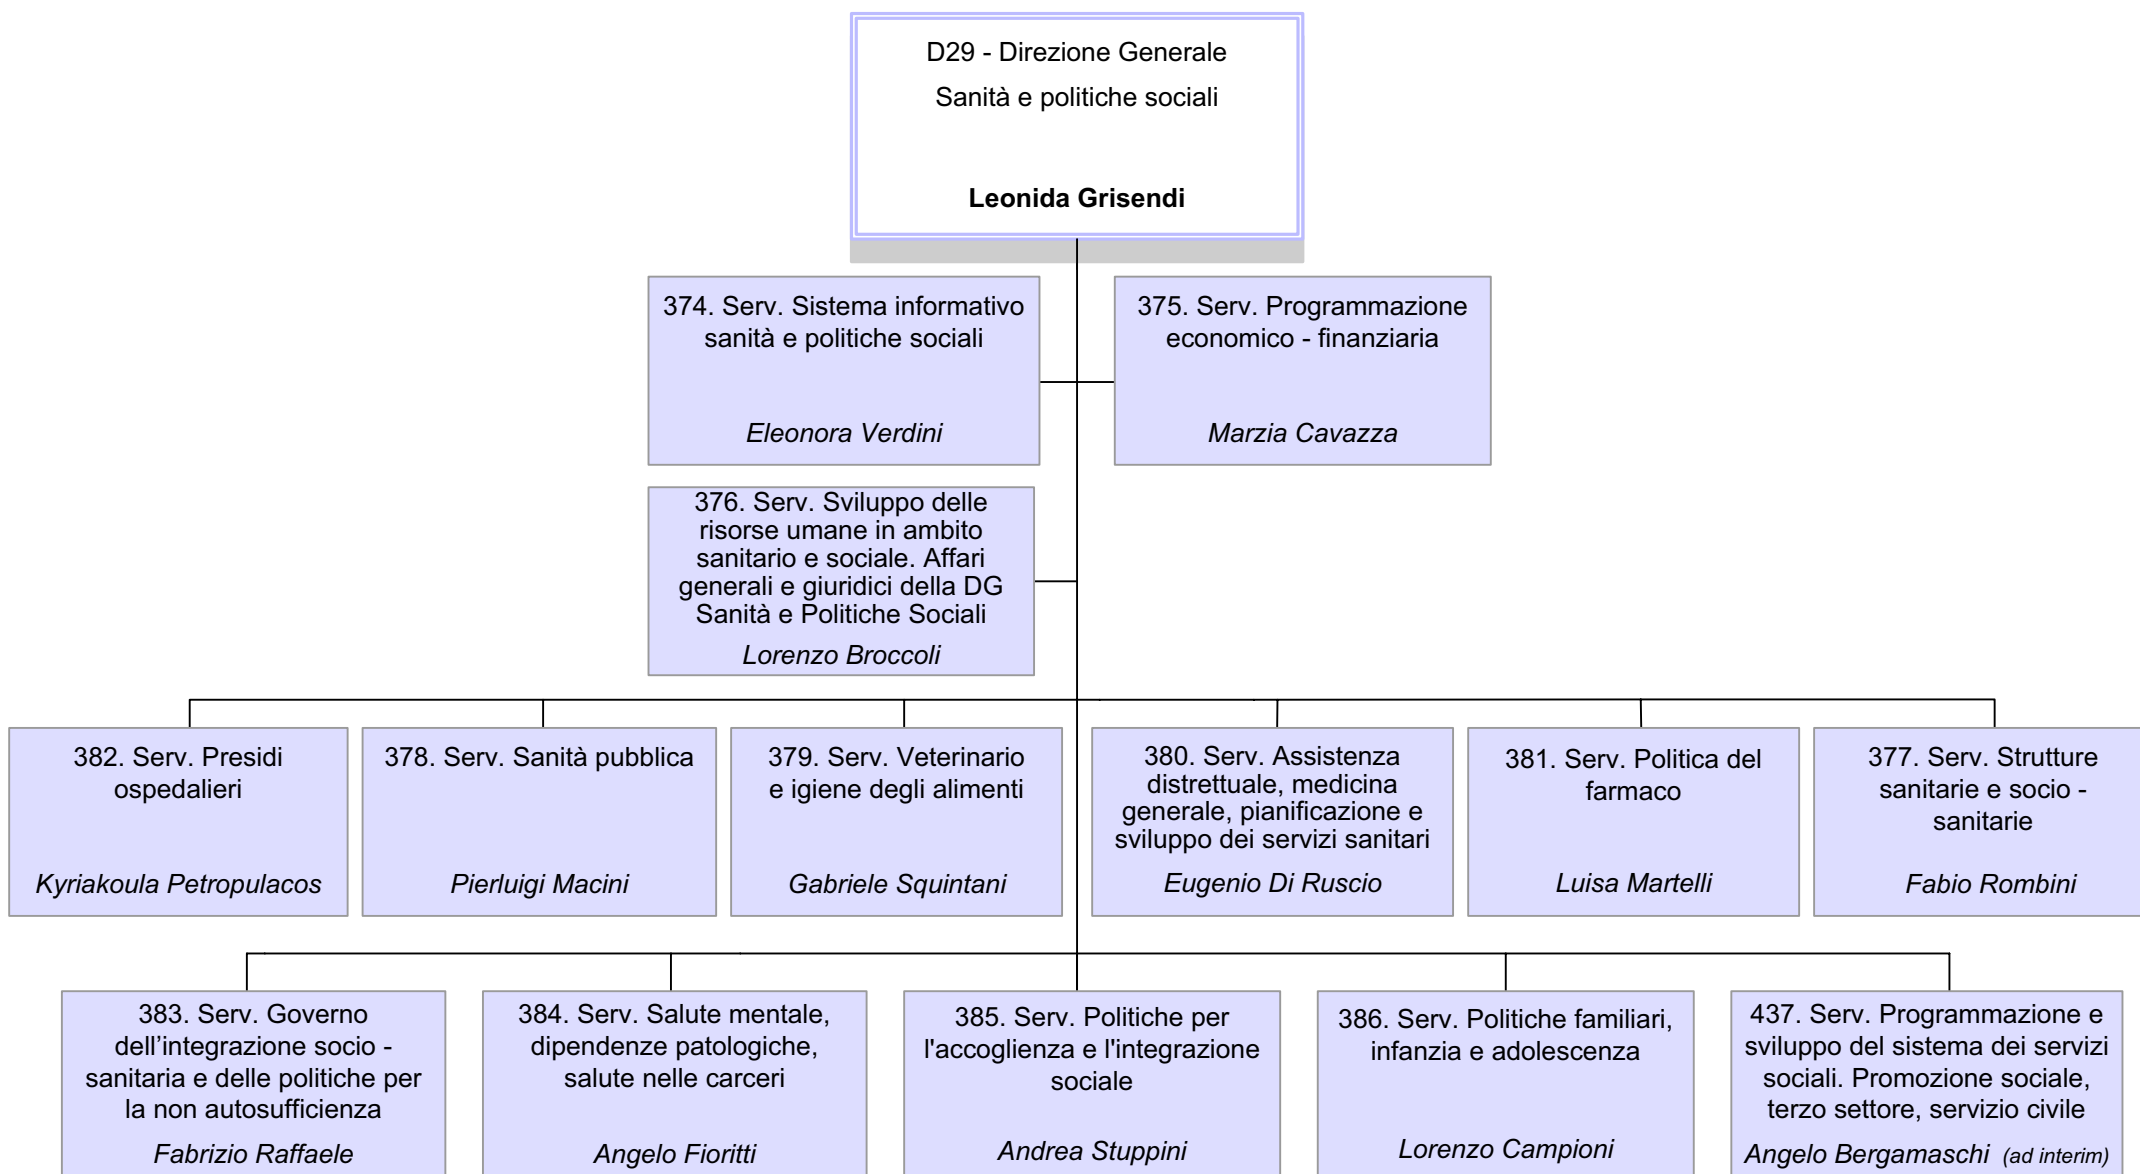 D29 - Direzione Generale
Sanità e politiche sociali
Leonida Grisendi
374. Serv. Sistema informativo
sanità e politiche sociali
Eleonora Verdini
375. Serv. Programmazione
economico - finanziaria
Marzia Cavazza
376. Serv. Sviluppo delle
risorse umane in ambito
sanitario e sociale. Affari
generali e giuridici della DG
Sanità e Politiche Sociali
Lorenzo Broccoli
382. Serv. Presidi
ospedalieri
Kyriakoula Petropulacos
378. Serv. Sanità pubblica
Pierluigi Macini
379. Serv. Veterinario
e igiene degli alimenti
Gabriele Squintani
380. Serv. Assistenza
distrettuale, medicina
generale, pianificazione e
sviluppo dei servizi sanitari
Eugenio Di Ruscio
381. Serv. Politica del
farmaco
Luisa Martelli
377. Serv. Strutture
sanitarie e socio -
sanitarie
Fabio Rombini
383. Serv. Governo
dell’integrazione socio -
sanitaria e delle politiche per
la non autosufficienza
Fabrizio Raffaele
384. Serv. Salute mentale,
dipendenze patologiche,
salute nelle carceri
Angelo Fioritti
385. Serv. Politiche per
l'accoglienza e l'integrazione
sociale
Andrea Stuppini
386. Serv. Politiche familiari,
infanzia e adolescenza
Lorenzo Campioni
437. Serv. Programmazione e
sviluppo del sistema dei servizi
sociali. Promozione sociale,
terzo settore, servizio civile
Angelo Bergamaschi (ad interim)